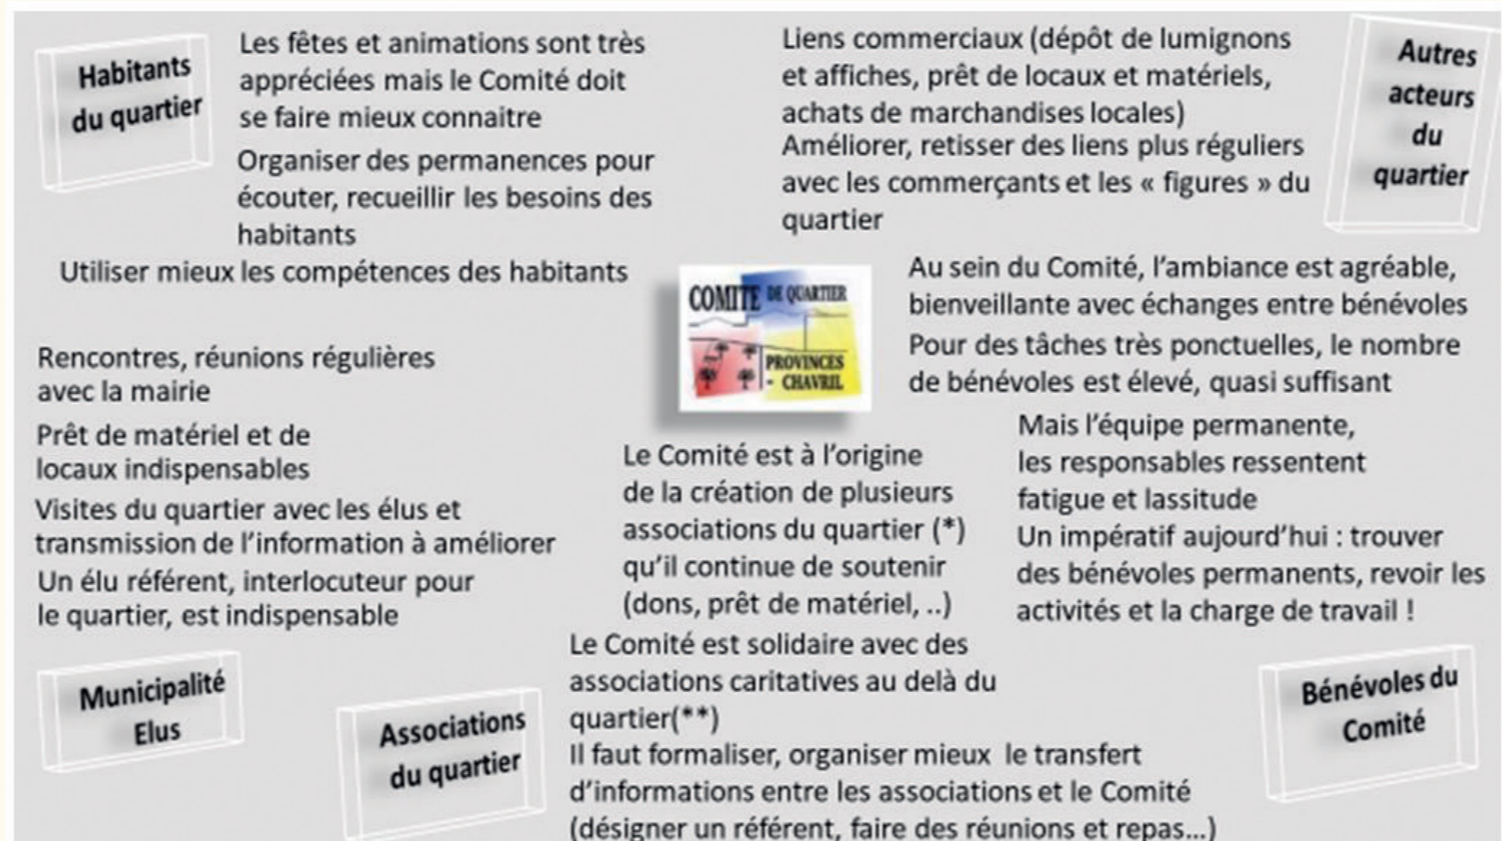 Habitants
du quartier
Les fêtes et animations sont très
appréciées mais le Comité doit
se faire mieux connaitre
Organiser des permanences pour
écouter, recueillir les besoins des
habitants
Utiliser mieux les compétences des habitants
Liens commerciaux (dépôt de lumignons
et affiches, prêt de locaux et matériels,
achats de marchandises locales)
Améliorer, retisser des liens plus réguliers
avec les commerçants et les « figures » du
quartier
Autres
acteurs
du
quartier
COMITE DE QUARTIER
PROVINCES
- CHAVRIL
Au sein du Comité, l'ambiance est agréable,
bienveillante avec échanges entre bénévoles
Pour des tâches très ponctuelles, le nombre
de bénévoles est élevé, quasi suffisant
Mais l'équipe permanente,
les responsables ressentent
fatigue et lassitude
Un impératif aujourd'hui : trouver
des bénévoles permanents, revoir les
activités et la charge de travail !
Bénévoles du
Comité
Rencontres, réunions régulières
avec la mairie
Prêt de matériel et de
locaux indispensables
Visites du quartier avec les élus et
transmission de l'information à améliorer
Un élu référent, interlocuteur pour
le quartier, est indispensable
Municipalité
Elus
Le Comité est à l'origine
de la création de plusieurs
associations du quartier (*)
qu'il continue de soutenir
(dons, prêt de matériel, ..)
Le Comité est solidaire avec des
associations caritatives au delà du
quartier(**)
Il faut formaliser, organiser mieux le transfert
d'informations entre les associations et le Comité
(désigner un référent, faire des réunions et repas...)
Associations
du quartier